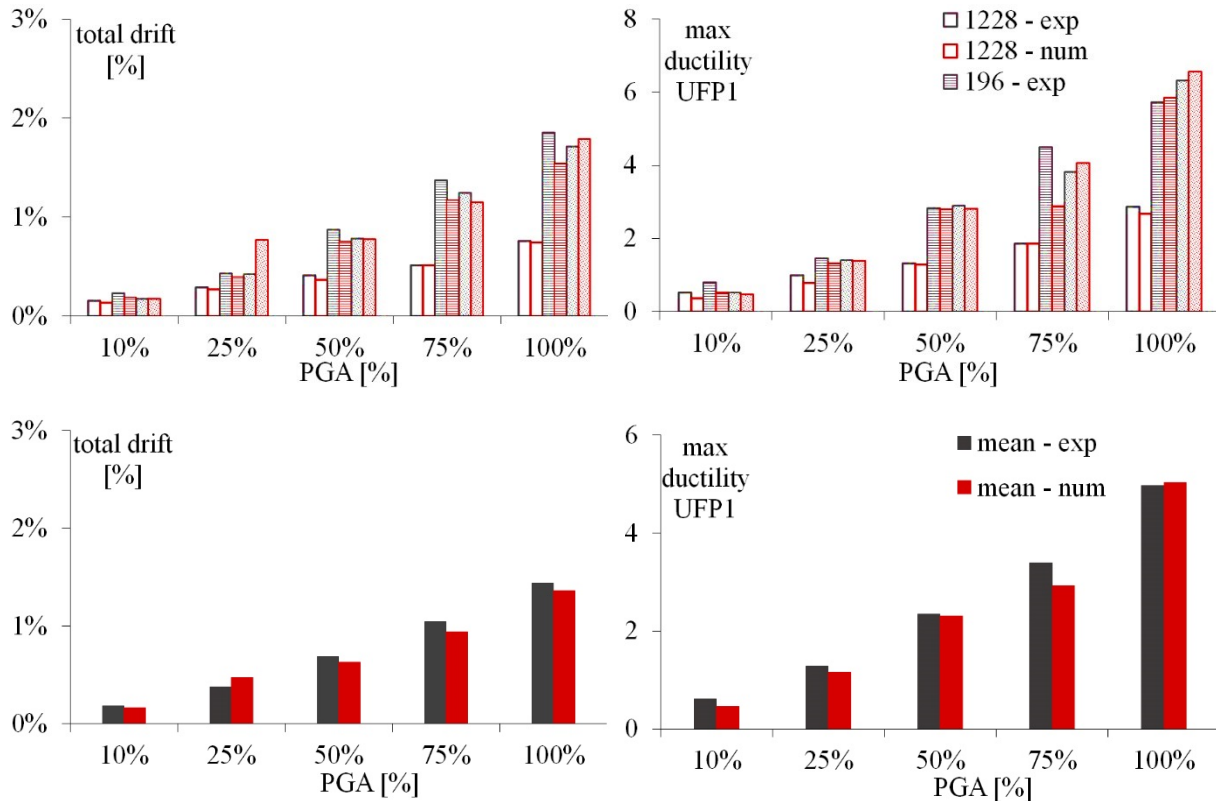 3%
total drift
[%]
2%
1%
0%
10% 25% 50% 75% 100%
PGA [%]
8
max
ductility
UFP1
1228 - exp
1228 - num
196 - exp
6
4
2
0
10% 25% 50% 75% 100%
PGA [%]
3%
total drift
[%]
2%
1%
0%
10% 25% 50% 75% 100%
PGA [%]
6
max
ductility
UFP1
mean - exp
mean - num
4
2
0
10% 25% 50% 75% 100%
PGA [%]